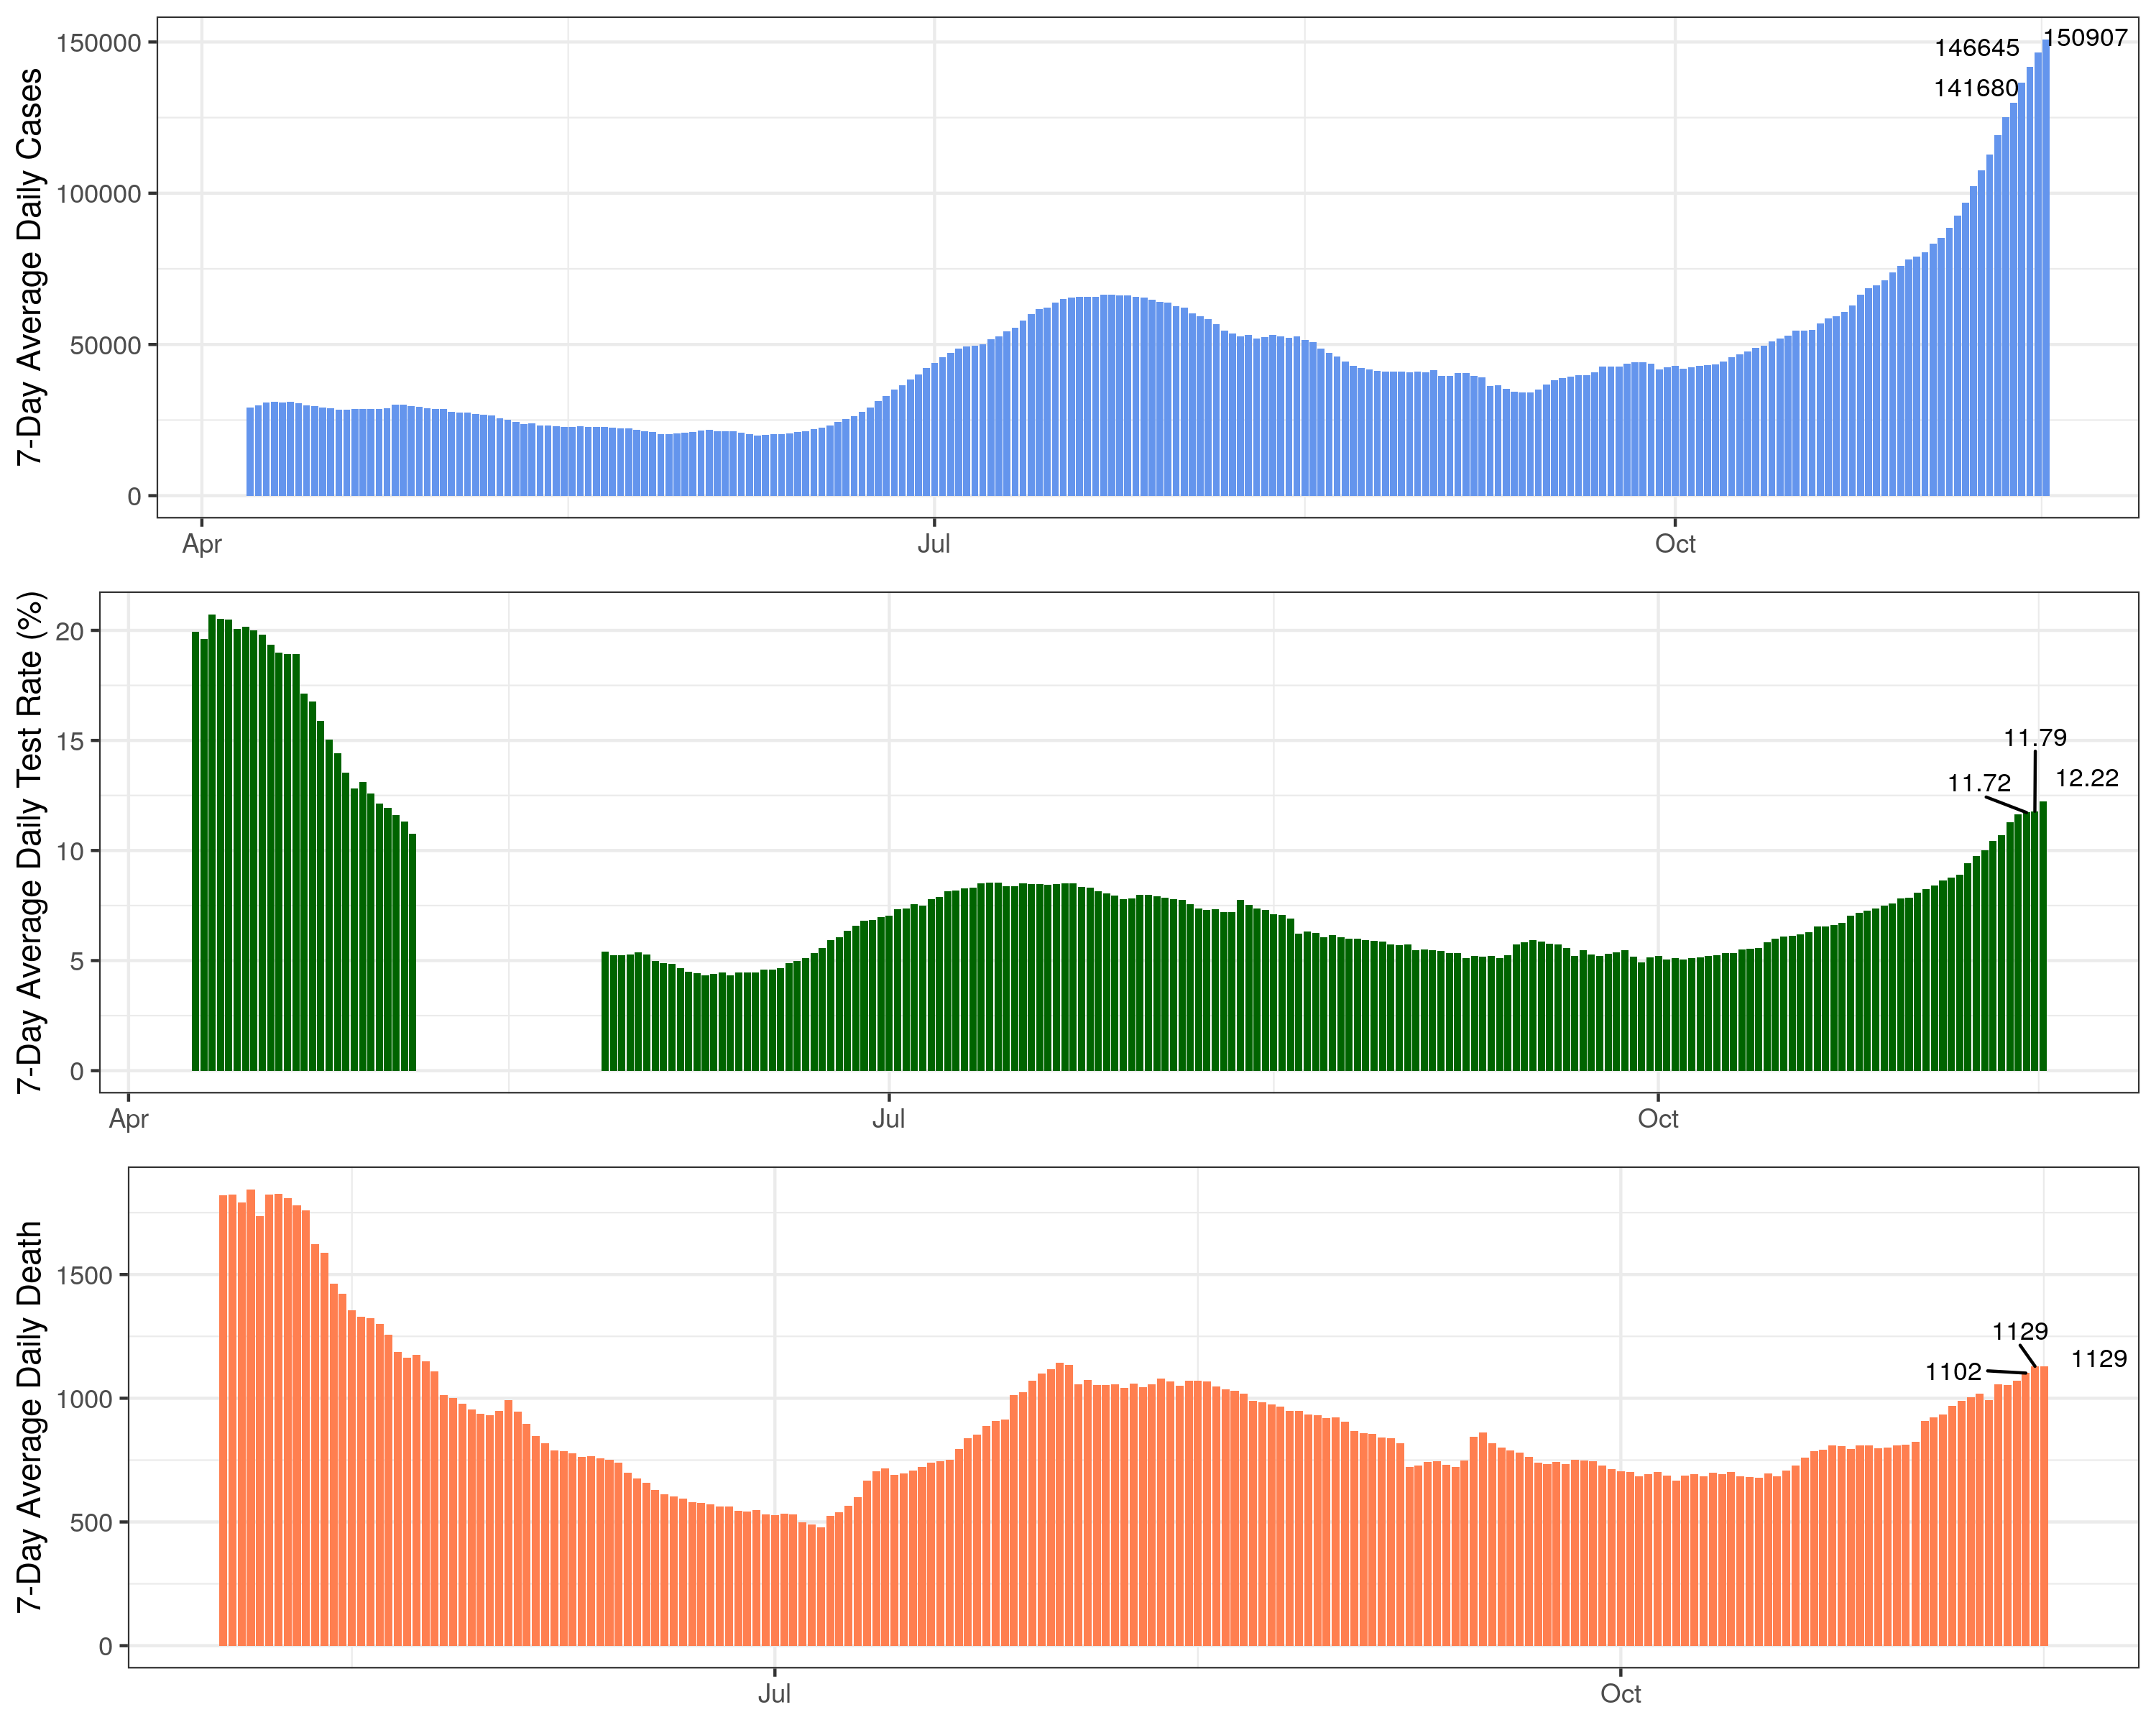 7-Day Average Daily Cases
150000
100000
50000
0
146645
150907
141680
Apr
Jul
Oct
7-Day Average Daily Test Rate (%)
20
15
10
5
0
11.79
11.72
12.22
Apr
Jul
Oct
7-Day Average Daily Death
1500
1000
500
0
1129
1129
1102
Jul
Oct